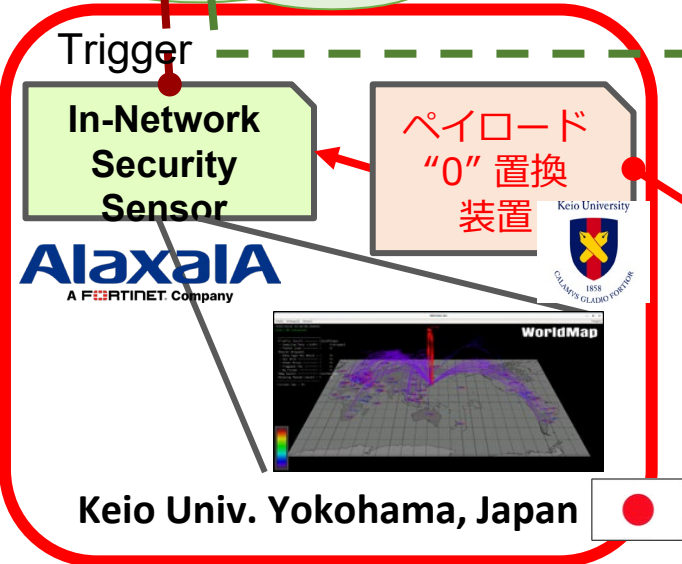 Trigger
In-Network
Security
Sensor
ペイロード
“0” 置換
装置
Keio University
1858
CALAMVS GLADIO FORTIOR
AlaxalA
A FORTINET Company
WorldMap
Keio Univ. Yokohama, Japan